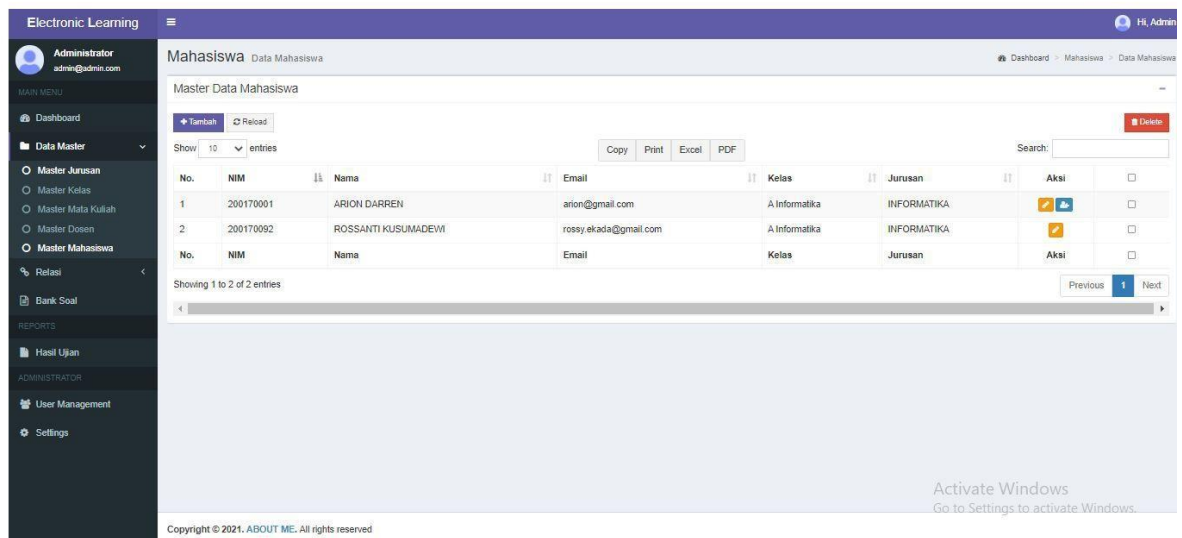 Electronic Learning
Hi, Admin
Administrator
admin@admin.com
Mahasiswa Data Mahasiswa
Dashboard > Mahasiswa > Data Mahasiswa
MAIN MENU
Dashboard
Data Master
Master Jurusan
Master Kelas
Master Mata Kuliah
Master Dosen
Master Mahasiswa
Relasi
Bank Soal
REPORTS
Hasil Ujian
ADMINISTRATOR
User Management
Settings
Master Data Mahasiswa
Tambah Reload Delete
Show 10 entries Copy Print Excel PDF Search:
No. NIM Nama Email Kelas Jurusan Aksi
1 200170001 ARION DARREN arion@gmail.com A Informatika INFORMATIKA
2 200170092 ROSSANTI KUSUMADEWI rossy.ekada@gmail.com A Informatika INFORMATIKA
No. NIM Nama Email Kelas Jurusan Aksi
Showing 1 to 2 of 2 entries Previous 1 Next
Activate Windows
Go to Settings to activate Windows.
Copyright © 2021. ABOUT ME. All rights reserved